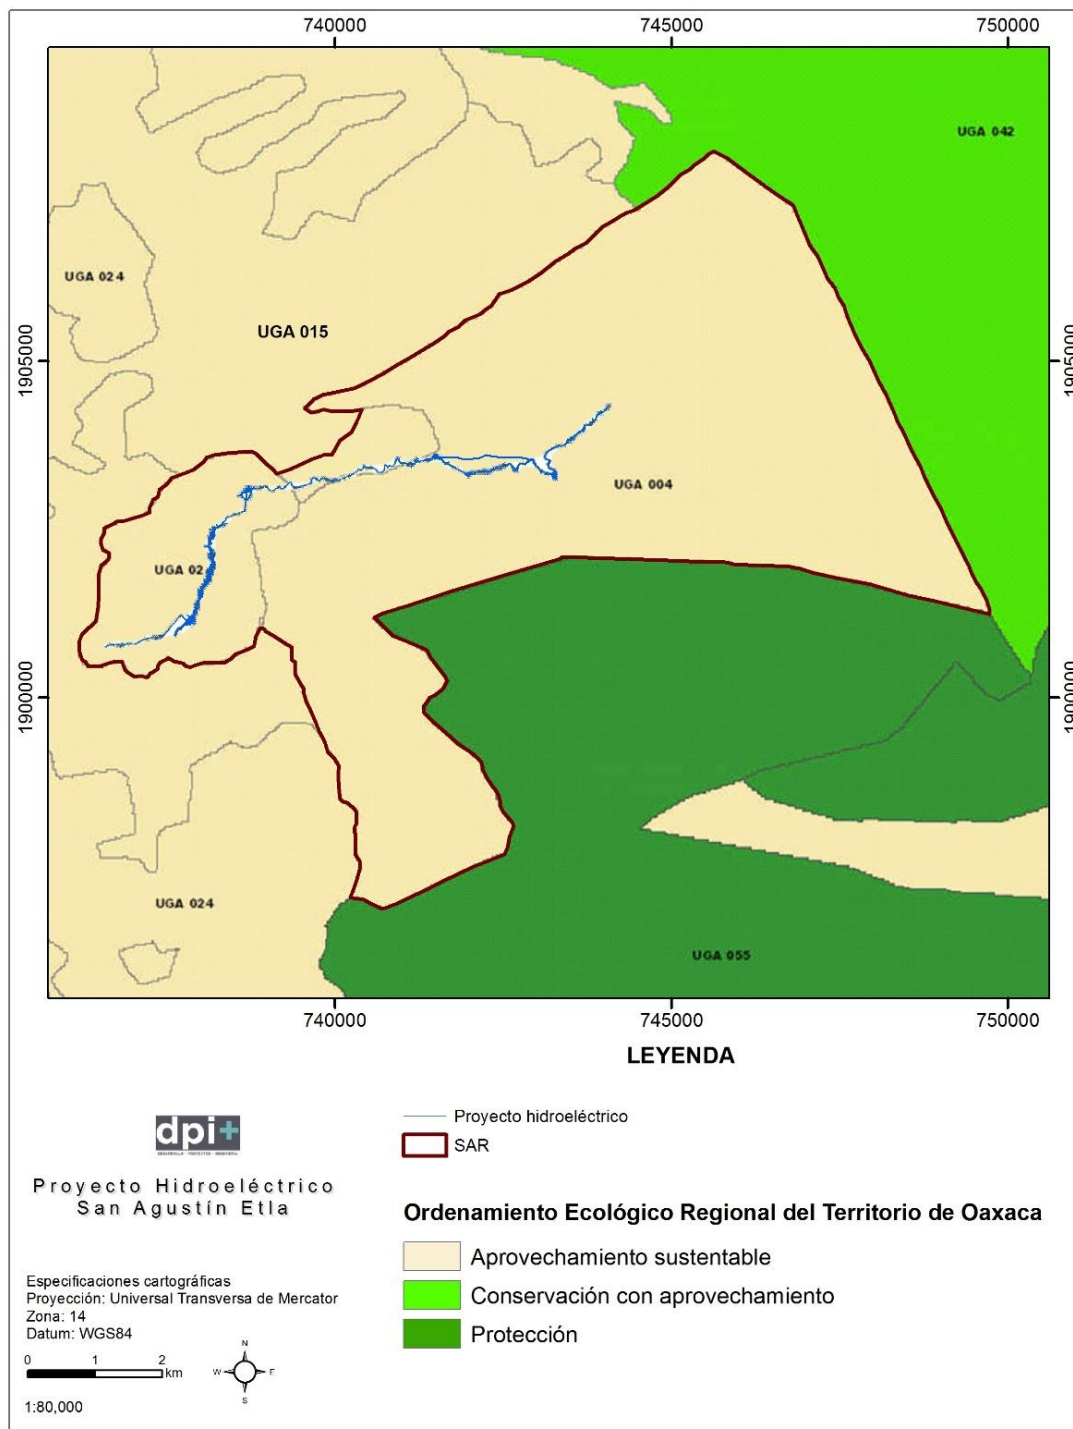 740000 745000 750000
UGA 042
UGA 024
UGA 015
1905000
1905000
UGA 004
UGA 02
1900000
1900000
UGA 024
UGA 055
740000 745000 750000
LEYENDA
dpi+
Proyecto Hidroeléctrico
San Agustín Etla
Proyecto hidroeléctrico
SAR
Ordenamiento Ecológico Regional del Territorio de Oaxaca
Aprovechamiento sustentable
Conservación con aprovechamiento
Protección
Especificaciones cartográficas
Proyección: Universal Transversa de Mercator
Zona: 14
Datum: WGS84
0 1 2
km
1:80,000
N
W E
S